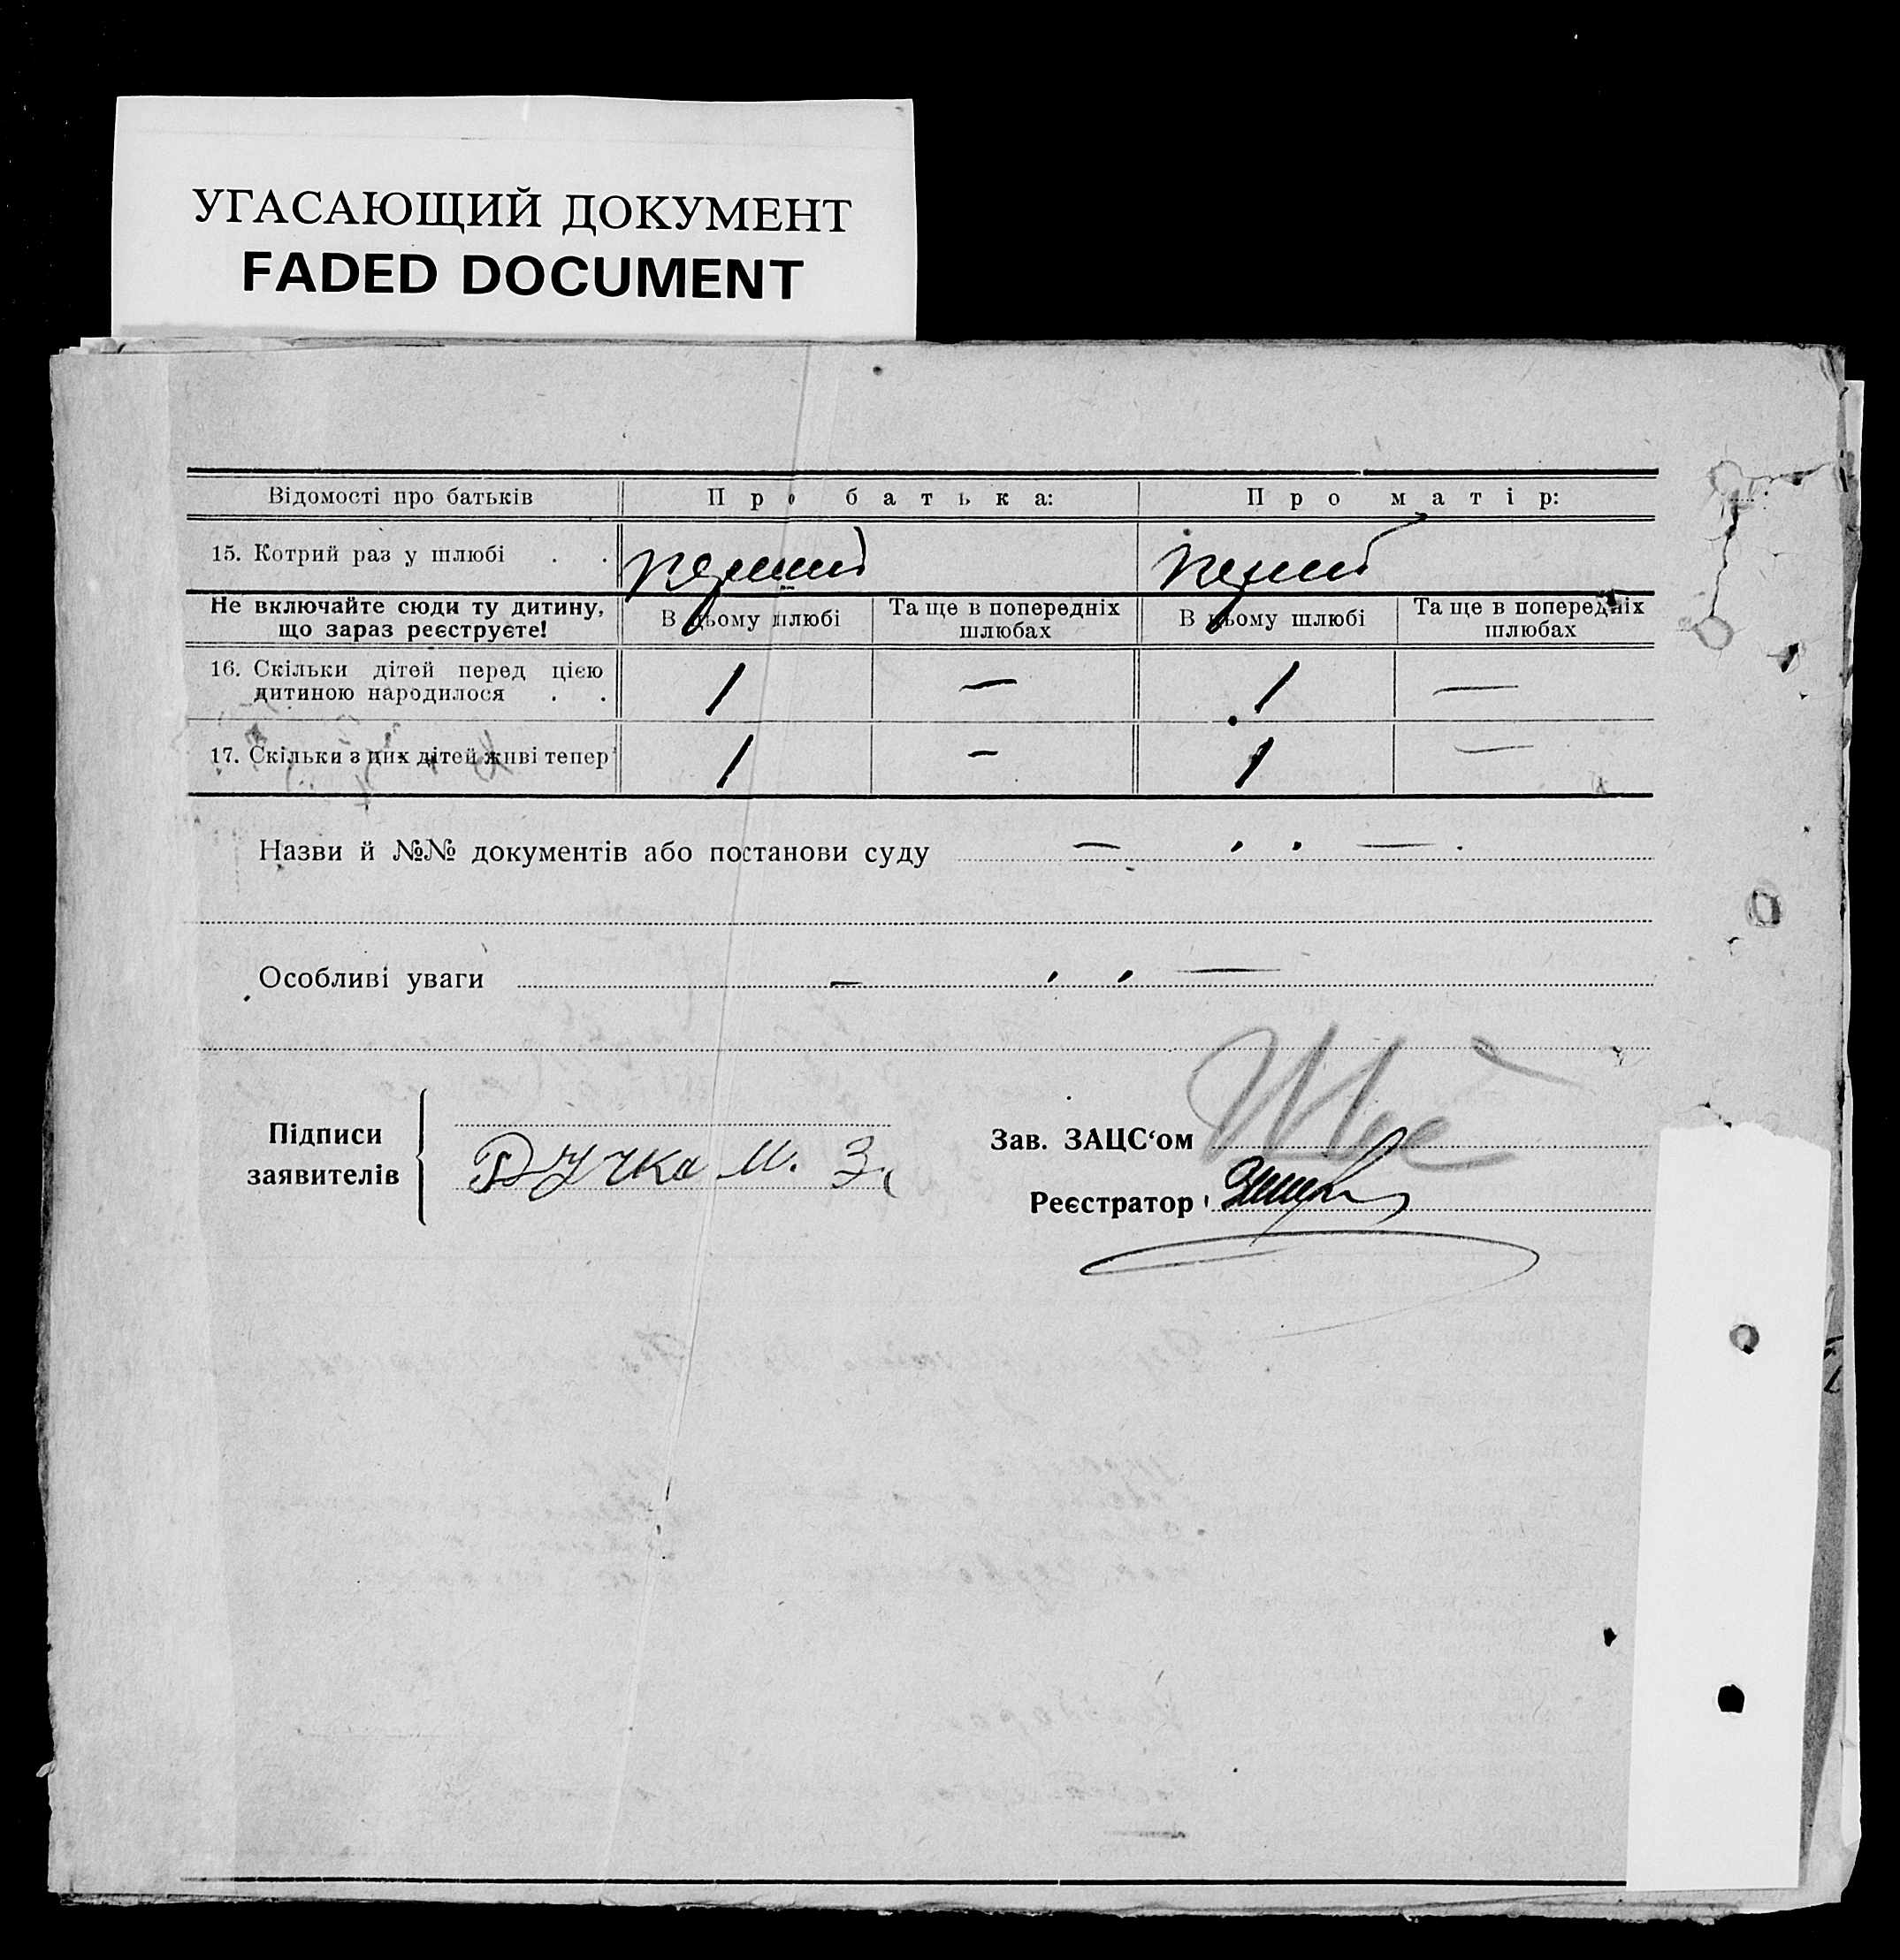 УГАСАЮЩИЙ ДОКУМЕНТ
FADED DOCUMENT
Відомості про батьків Про батька: Про матір:
15. Котрий раз у шлюбі . . перший перший
Не включайте сюди ту дитину, що зараз реєструєте! В цьому шлюбі Та ще в попередніх шлюбах В цьому шлюбі Та ще в попередніх шлюбах
16. Скільки дітей перед цією
дитиною народилося . . 1 — 1 —
17. Скільки з цих дітей живі тепер 1 — 1 —
Назви й №№ документів або постанови суду — , , —
Особливі уваги — , , —
Підписи
заявителів
Дучка М. З.
Зав. ЗАЦС‘ом
Реєстратор